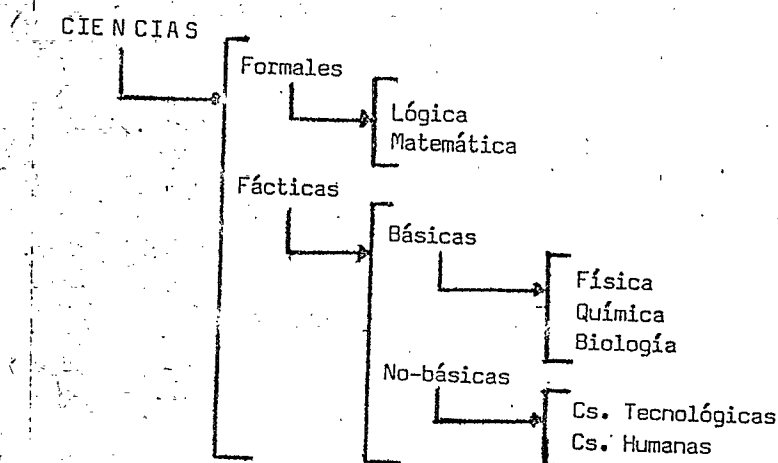 CIENCIAS
Formales
Lógica
Matemática
Fácticas
Básicas
Física
Química
Biología
No-básicas
Cs. Tecnológicas
Cs. Humanas